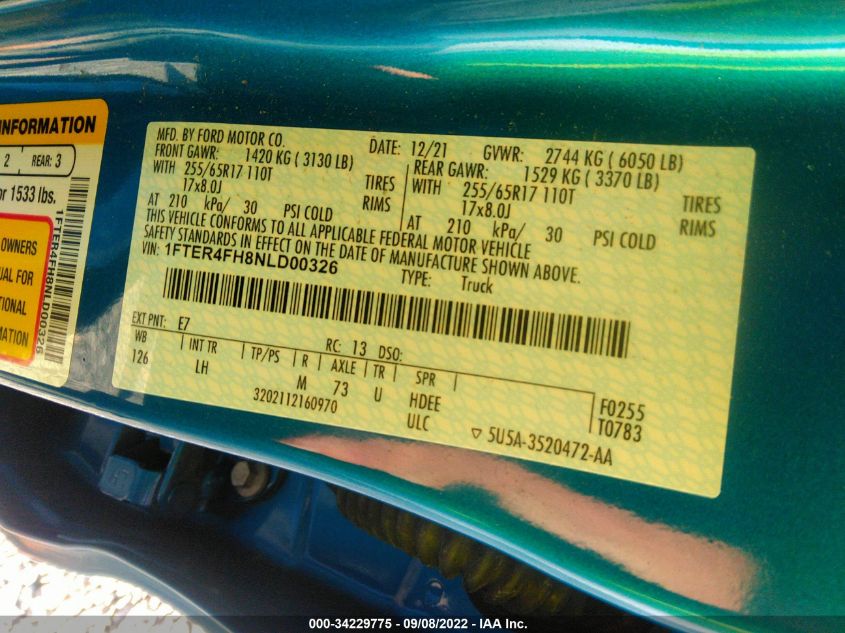 INFORMATION
2 REAR: 3
or 1533 lbs.
OWNERS
UAL FOR
TIONAL
MATION
1FTER4FH8NLD00326
MFD. BY FORD MOTOR CO. DATE: 12/21 GVWR: 2744 KG ( 6050 LB)
FRONT GAWR: 1420 KG ( 3130 LB) REAR GAWR: 1529 KG ( 3370 LB)
WITH 255/65R17 110T TIRES WITH 255/65R17 110T TIRES
17x8.0J RIMS 17x8.0J RIMS
AT 210 kPa/ 30 PSI COLD AT 210 kPa/ 30 PSI COLD
THIS VEHICLE CONFORMS TO ALL APPLICABLE FEDERAL MOTOR VEHICLE
SAFETY STANDARDS IN EFFECT ON THE DATE OF MANUFACTURE SHOWN ABOVE.
VIN: 1FTER4FH8NLD00326 TYPE: Truck
EXT PNT: E7 RC: 13 DSO:
WB INT TR TP/PS R AXLE TR SPR
126 LH M 73 U HDEE F0255
3202112160970 ULC T0783
5U5A-3520472-AA
000-34229775 - 09/08/2022 - IAA Inc.